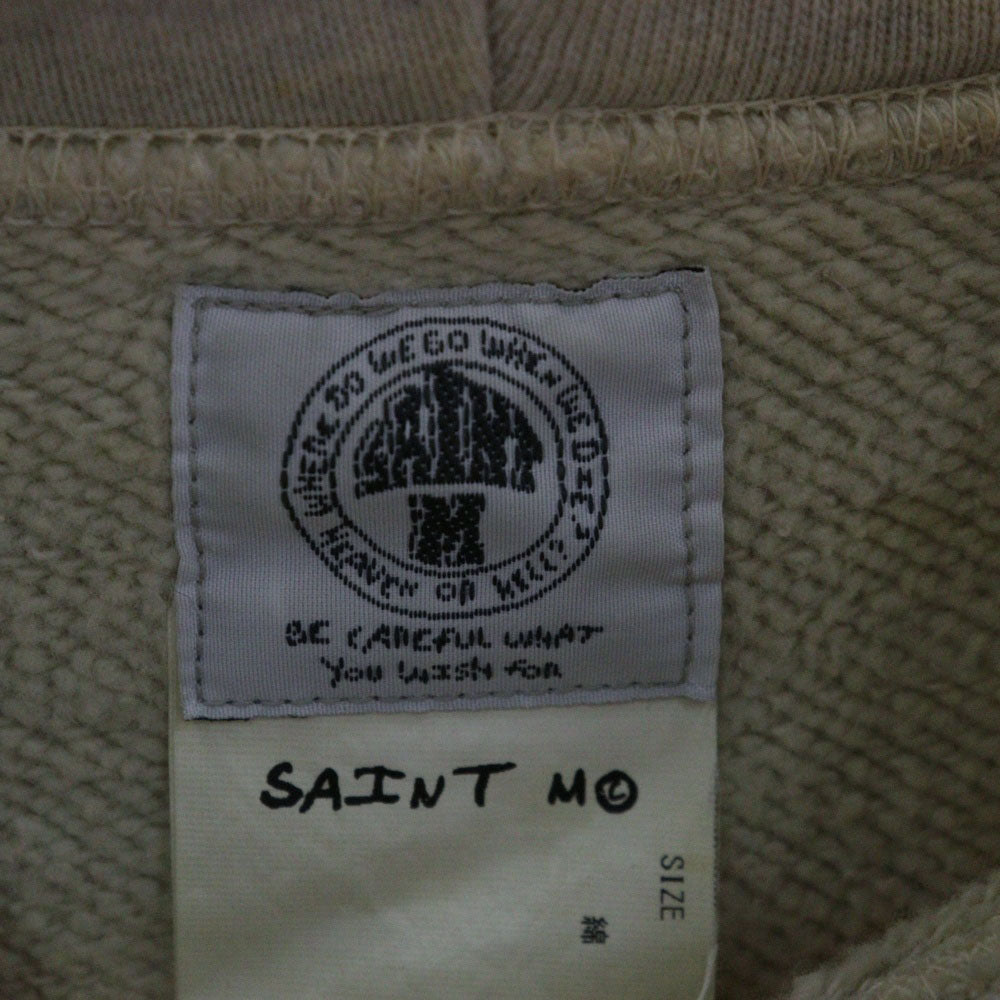 WHERE DO WE GO WHEN WE DIE?
HEAVEN OR HELL?
SAINT
M
BE CAREFUL WHAT
YOU WISH FOR
SAINT M
SIZE
綿